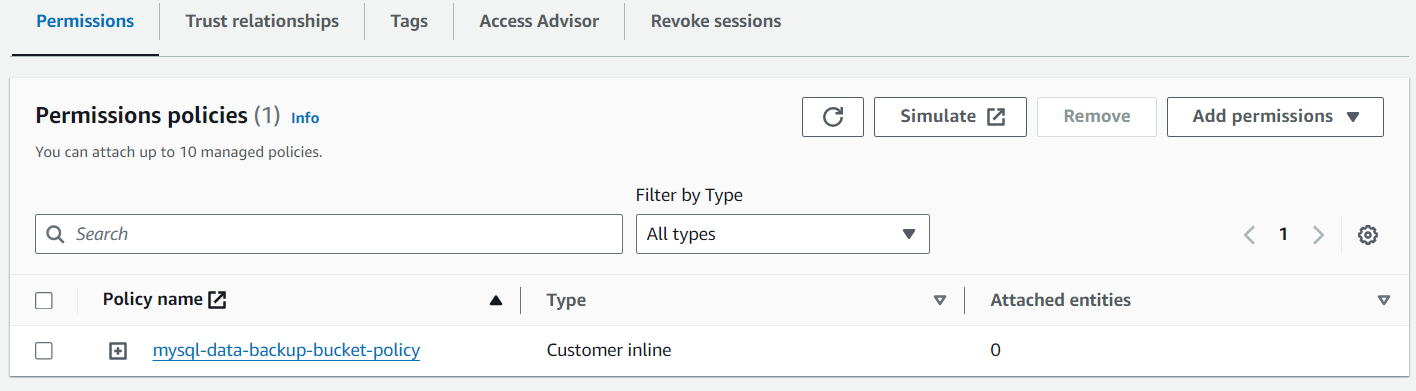 Permissions Trust relationships Tags Access Advisor Revoke sessions
Permissions policies (1) Info
Simulate Remove Add permissions
You can attach up to 10 managed policies.
Filter by Type
Search All types 1
Policy name Type Attached entities
mysql-data-backup-bucket-policy Customer inline 0